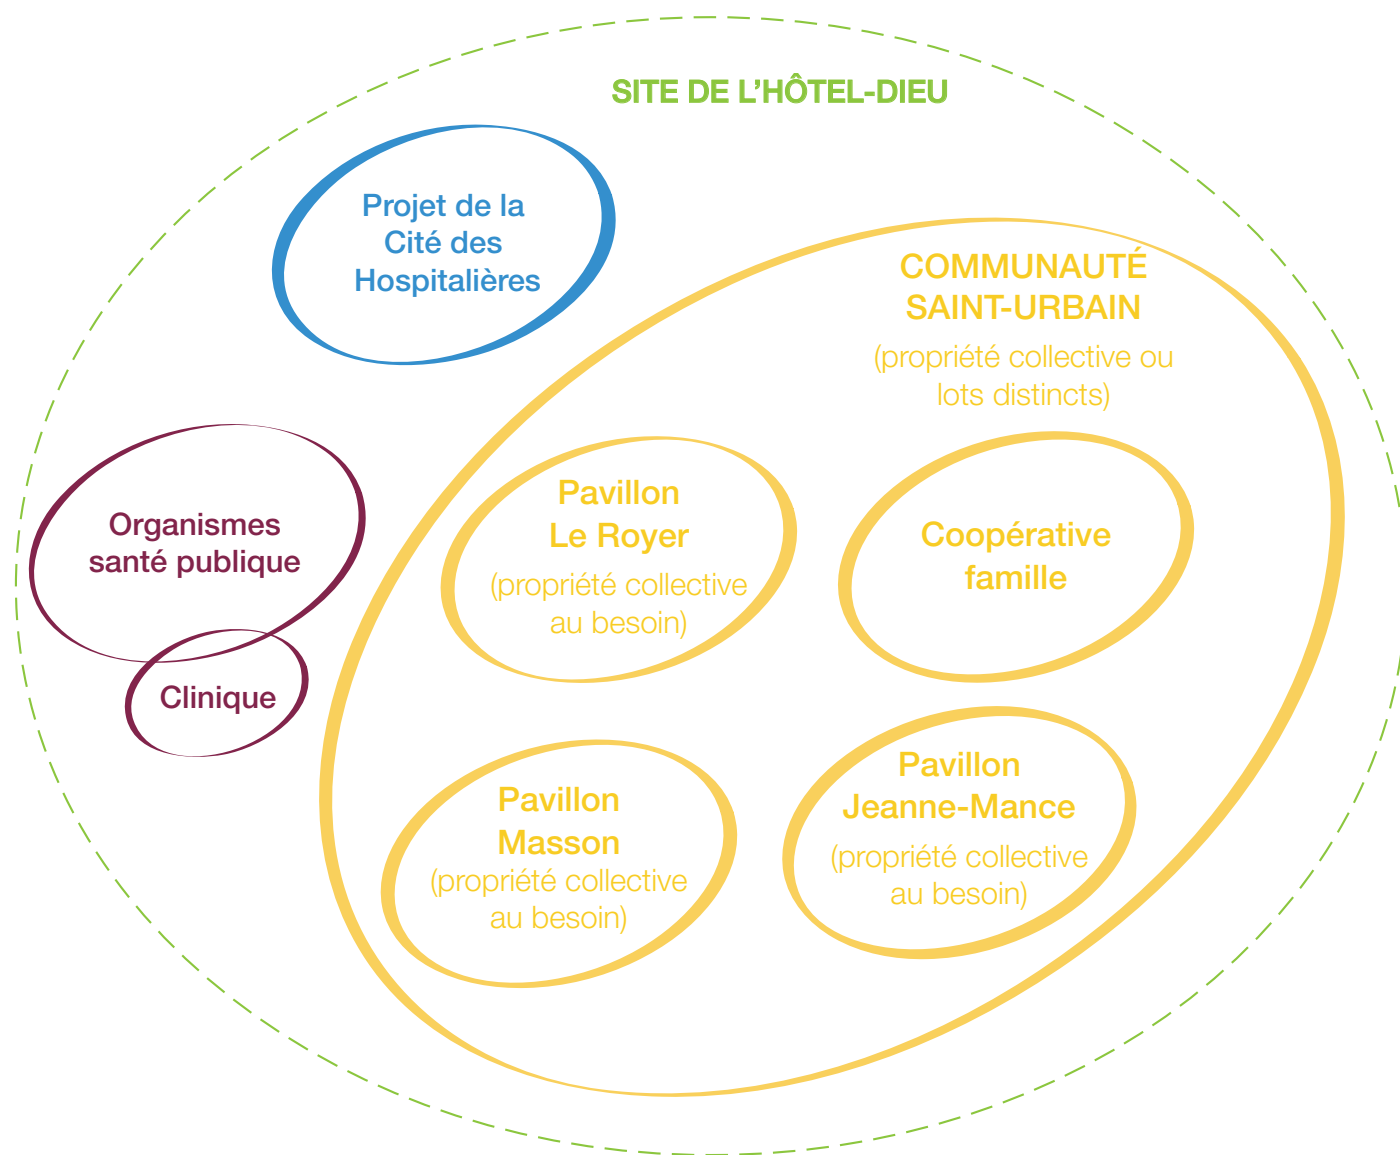 SITE DE L'HÔTEL-DIEU
Projet de la
Cité des
Hospitalières
COMMUNAUTÉ
SAINT-URBAIN
(propriété collective ou
lots distincts)
Organismes
santé publique
Clinique
Pavillon
Le Royer
(propriété collective
au besoin)
Coopérative
famille
Pavillon
Masson
(propriété collective
au besoin)
Pavillon
Jeanne-Mance
(propriété collective
au besoin)